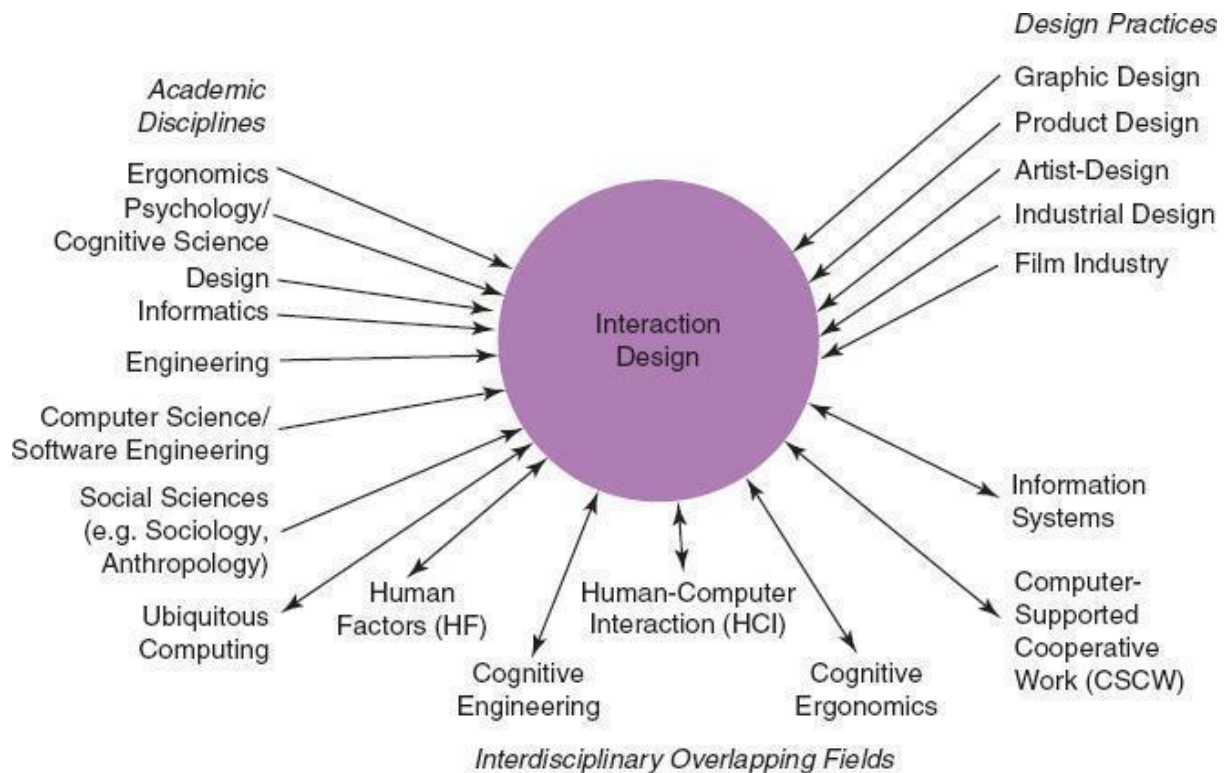 Academic
Disciplines
Ergonomics
Psychology/
Cognitive Science
Design
Informatics
Engineering
Computer Science/
Software Engineering
Social Sciences
(e.g. Sociology,
Anthropology)
Ubiquitous
Computing
Human
Factors (HF)
Cognitive
Engineering
Interaction
Design
Human-Computer
Interaction (HCI)
Cognitive
Ergonomics
Design Practices
Graphic Design
Product Design
Artist-Design
Industrial Design
Film Industry
Information
Systems
Computer-
Supported
Cooperative
Work (CSCW)
Interdisciplinary Overlapping Fields